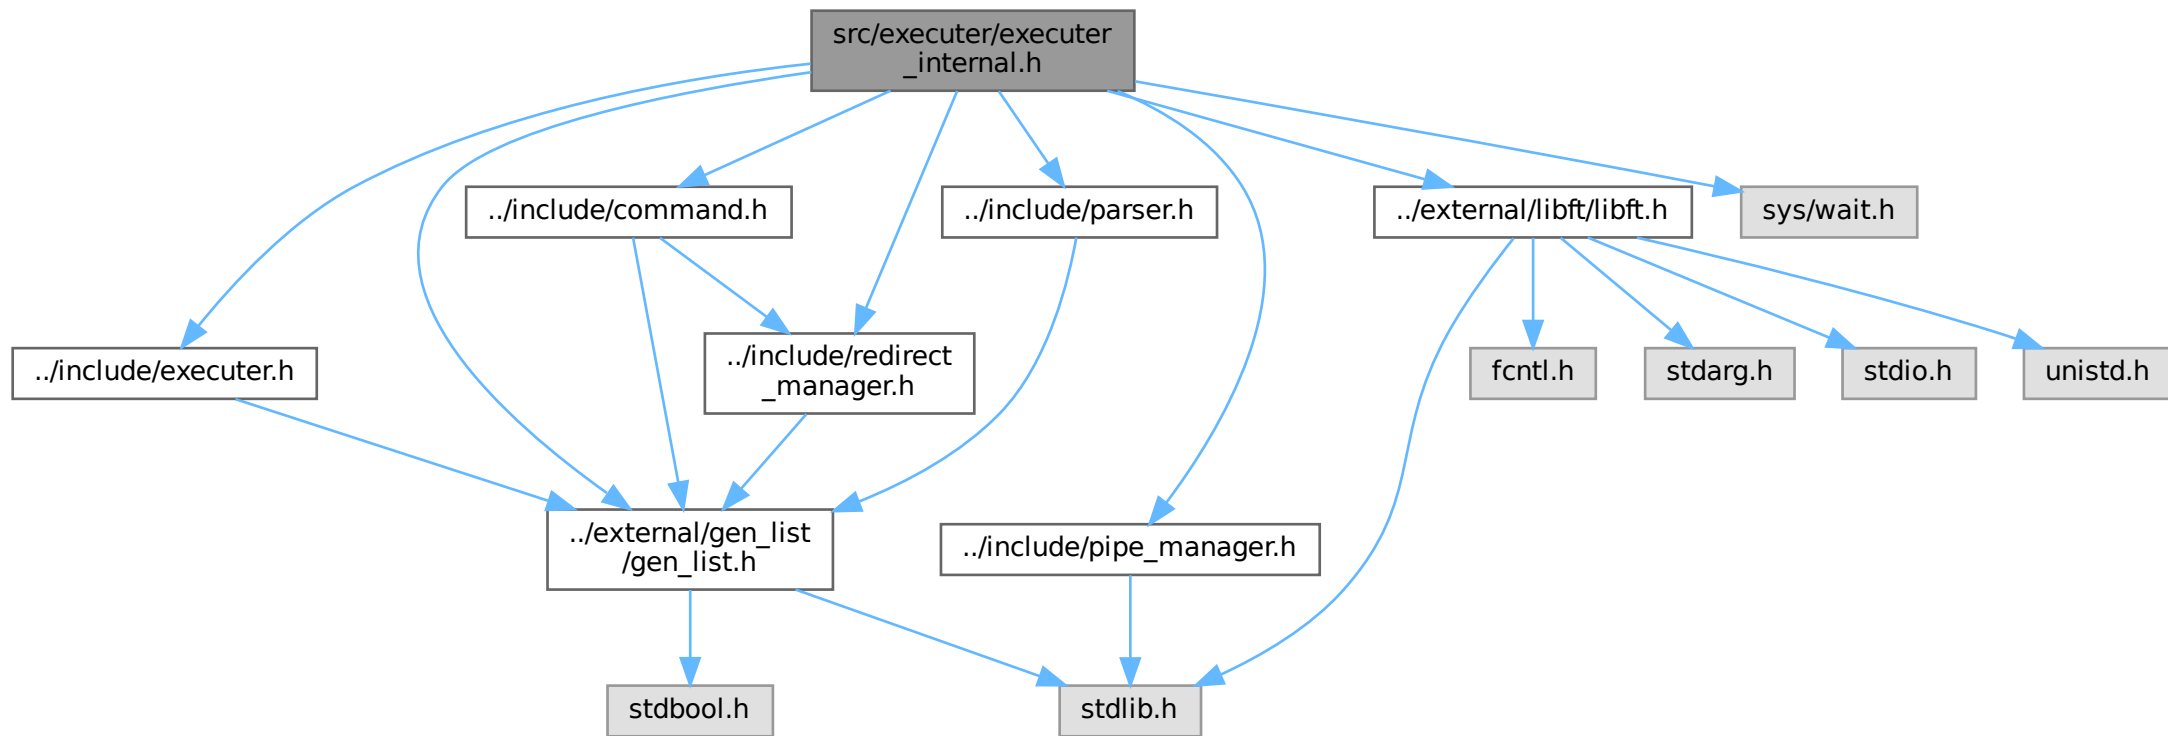 src/executer/executer
_internal.h
../include/command.h
../include/parser.h
../external/libft/libft.h
sys/wait.h
../include/executer.h
../include/redirect
_manager.h
fcntl.h
stdarg.h
stdio.h
unistd.h
../external/gen_list
/gen_list.h
../include/pipe_manager.h
stdbool.h
stdlib.h